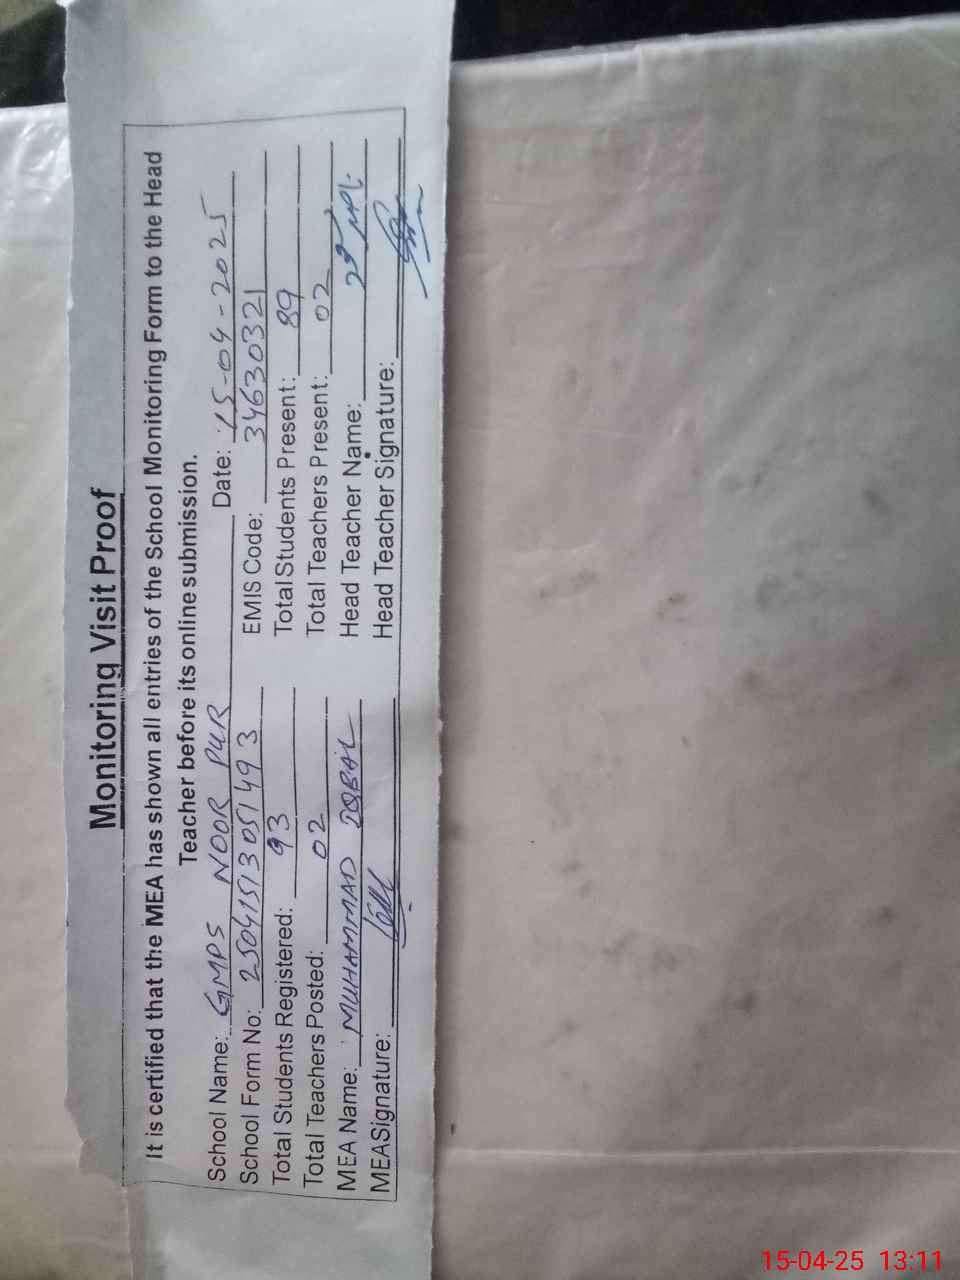 Monitoring Visit Proof
It is certified that the MEA has shown all entries of the School Monitoring Form to the Head
Teacher before its online submission.
School Name: GMPS NOOR PUR Date: 15-04-2025
School Form No: 250415130514 93 EMIS Code: 34630321
Total Students Registered: 93 Total Students Present: 89
Total Teachers Posted: 02 Total Teachers Present: 02
MEA Name: MUHAMMAD IQBAL Head Teacher Name:
MEASignature: Head Teacher Signature:
15-04-25 13:11